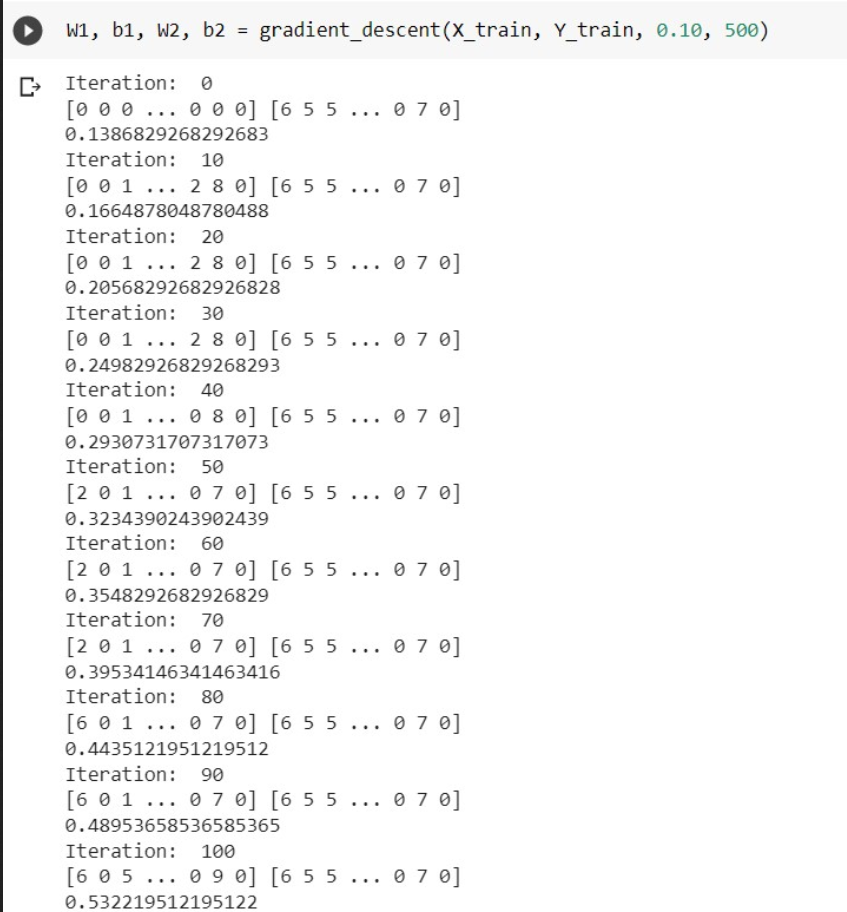 W1, b1, W2, b2 = gradient_descent(X_train, Y_train, 0.10, 500)
Iteration:  0
[0 0 0 ... 0 0 0] [6 5 5 ... 0 7 0]
0.1386829268292683
Iteration:  10
[0 0 1 ... 2 8 0] [6 5 5 ... 0 7 0]
0.1664878048780488
Iteration:  20
[0 0 1 ... 2 8 0] [6 5 5 ... 0 7 0]
0.20568292682926828
Iteration:  30
[0 0 1 ... 2 8 0] [6 5 5 ... 0 7 0]
0.24982926829268293
Iteration:  40
[0 0 1 ... 0 8 0] [6 5 5 ... 0 7 0]
0.2930731707317073
Iteration:  50
[2 0 1 ... 0 7 0] [6 5 5 ... 0 7 0]
0.3234390243902439
Iteration:  60
[2 0 1 ... 0 7 0] [6 5 5 ... 0 7 0]
0.3548292682926829
Iteration:  70
[2 0 1 ... 0 7 0] [6 5 5 ... 0 7 0]
0.39534146341463416
Iteration:  80
[6 0 1 ... 0 7 0] [6 5 5 ... 0 7 0]
0.4435121951219512
Iteration:  90
[6 0 1 ... 0 7 0] [6 5 5 ... 0 7 0]
0.48953658536585365
Iteration:  100
[6 0 5 ... 0 9 0] [6 5 5 ... 0 7 0]
0.532219512195122